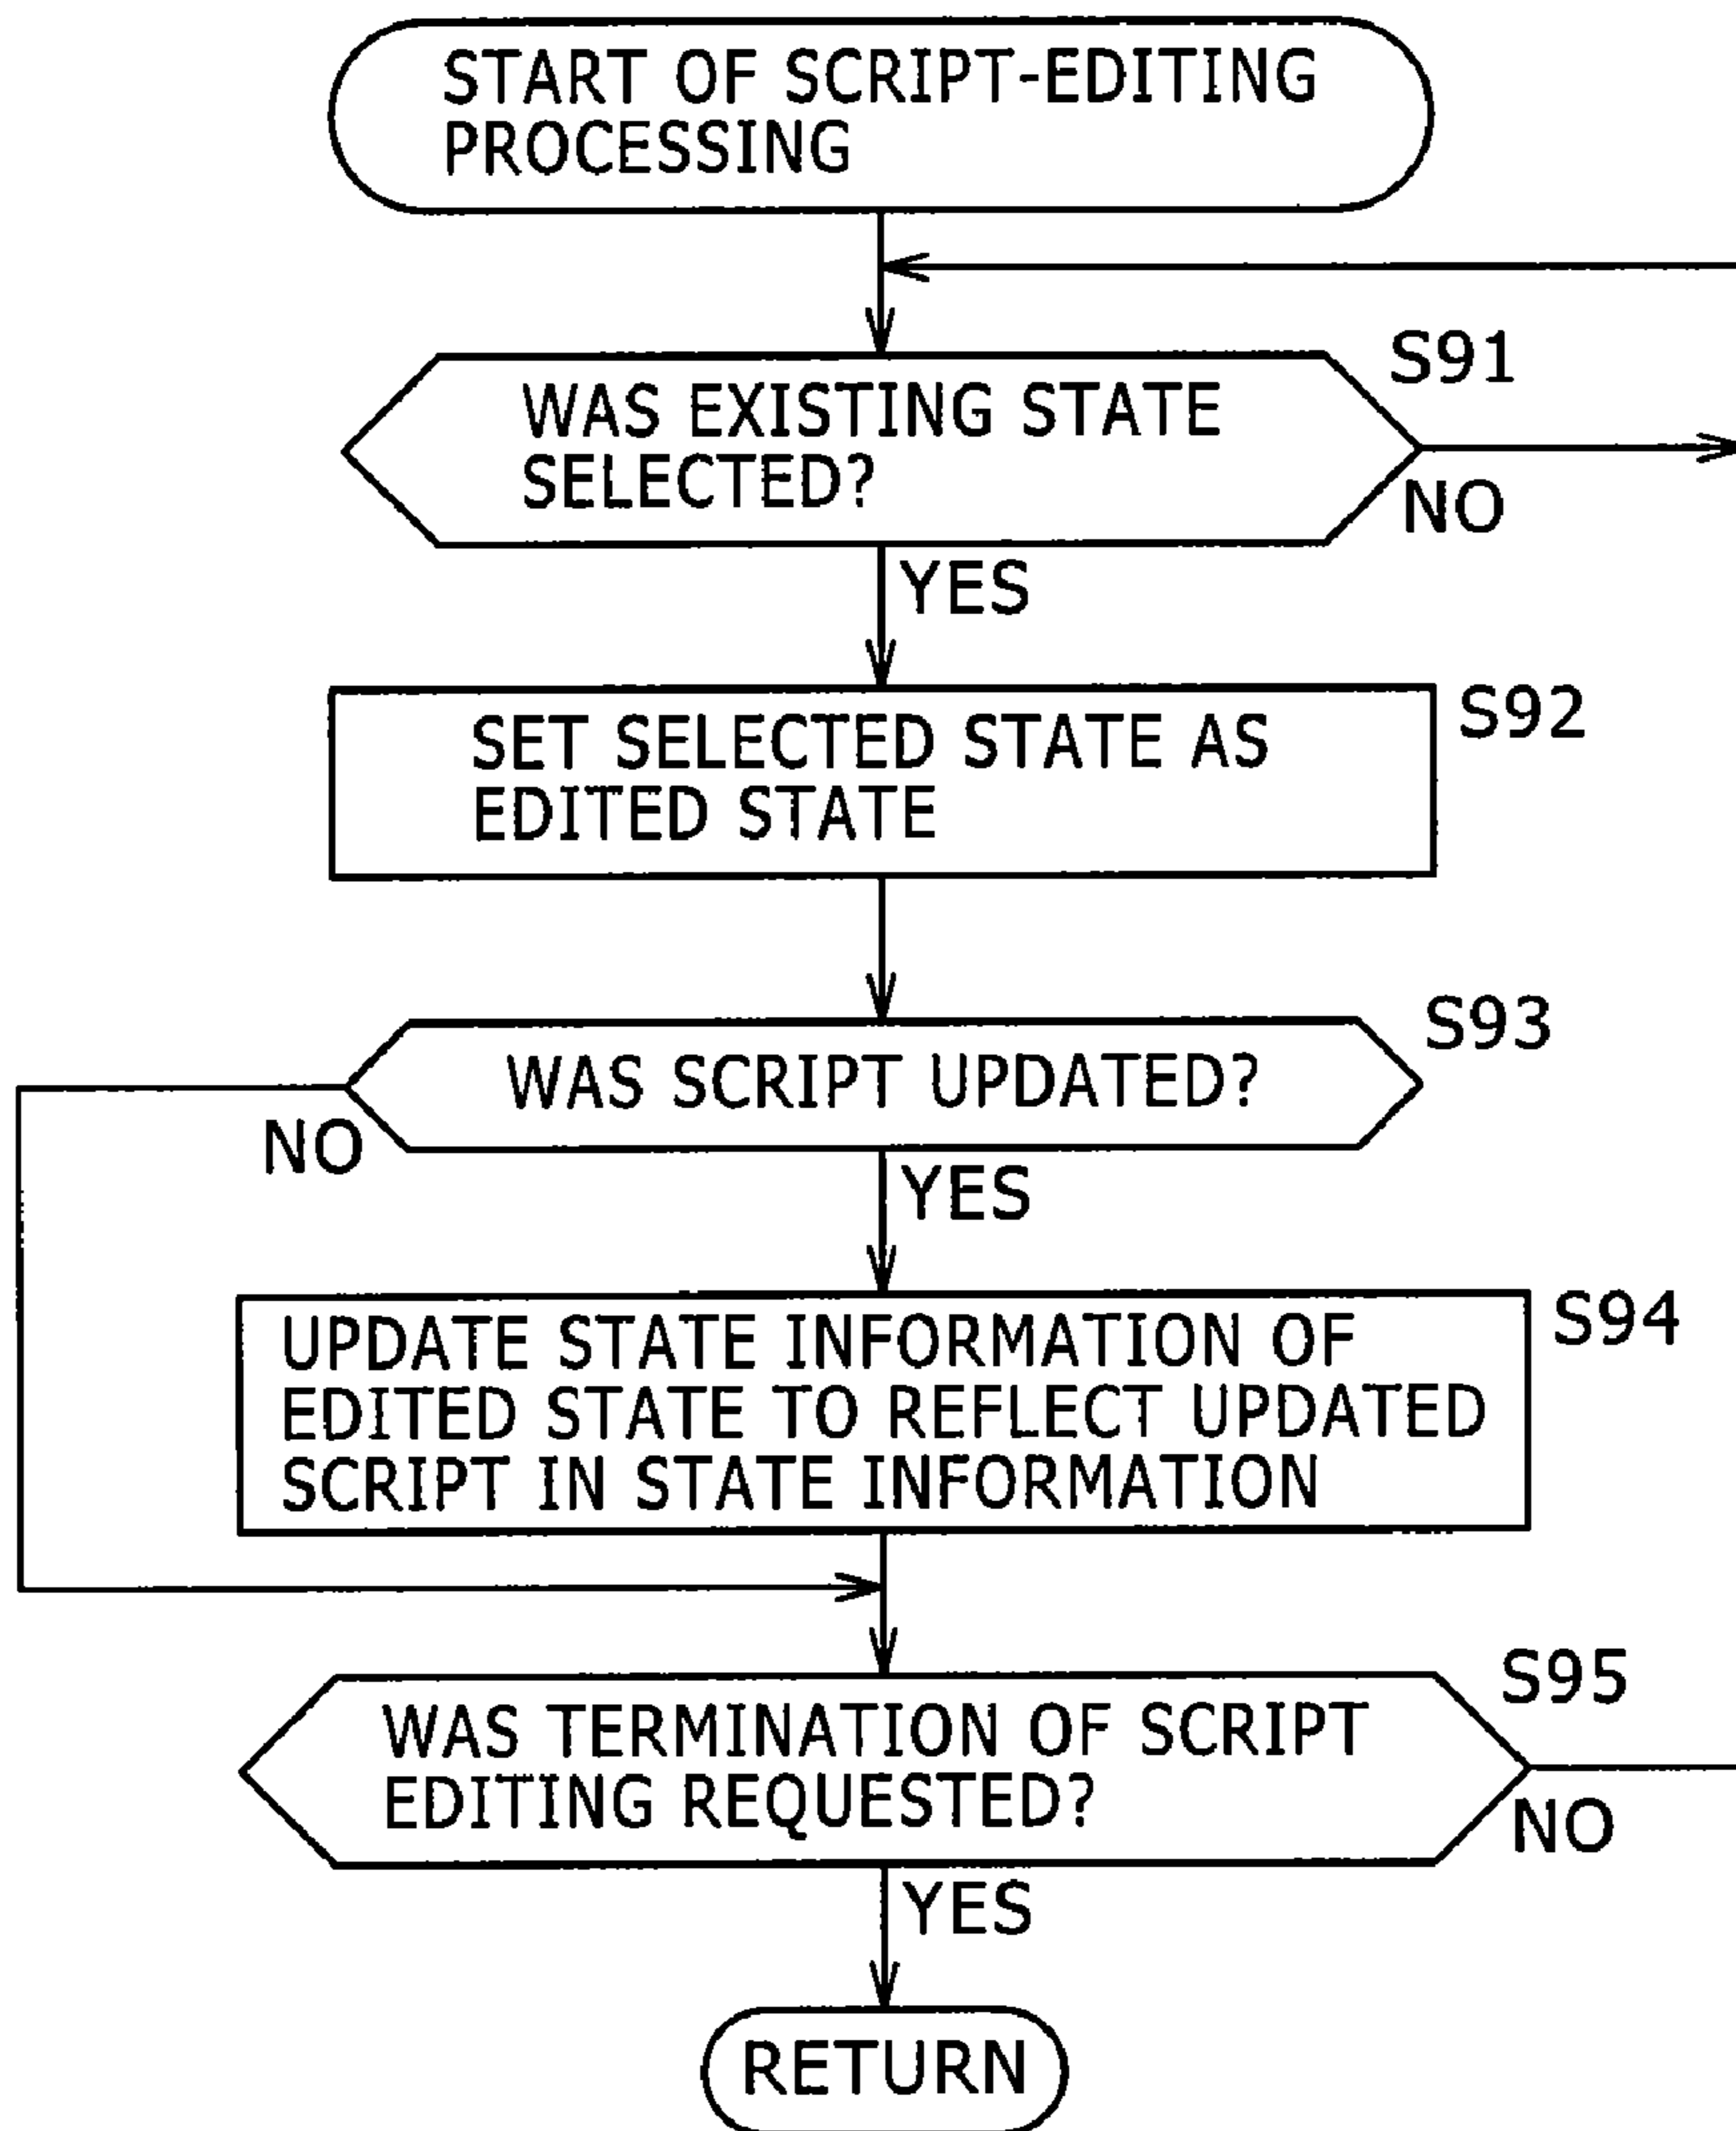 START OF SCRIPT-EDITING
PROCESSING
S91
WAS EXISTING STATE
SELECTED?
NO
YES
S92
SET SELECTED STATE AS
EDITED STATE
S93
WAS SCRIPT UPDATED?
NO
YES
S94
UPDATE STATE INFORMATION OF
EDITED STATE TO REFLECT UPDATED
SCRIPT IN STATE INFORMATION
S95
WAS TERMINATION OF SCRIPT
EDITING REQUESTED?
NO
YES
RETURN